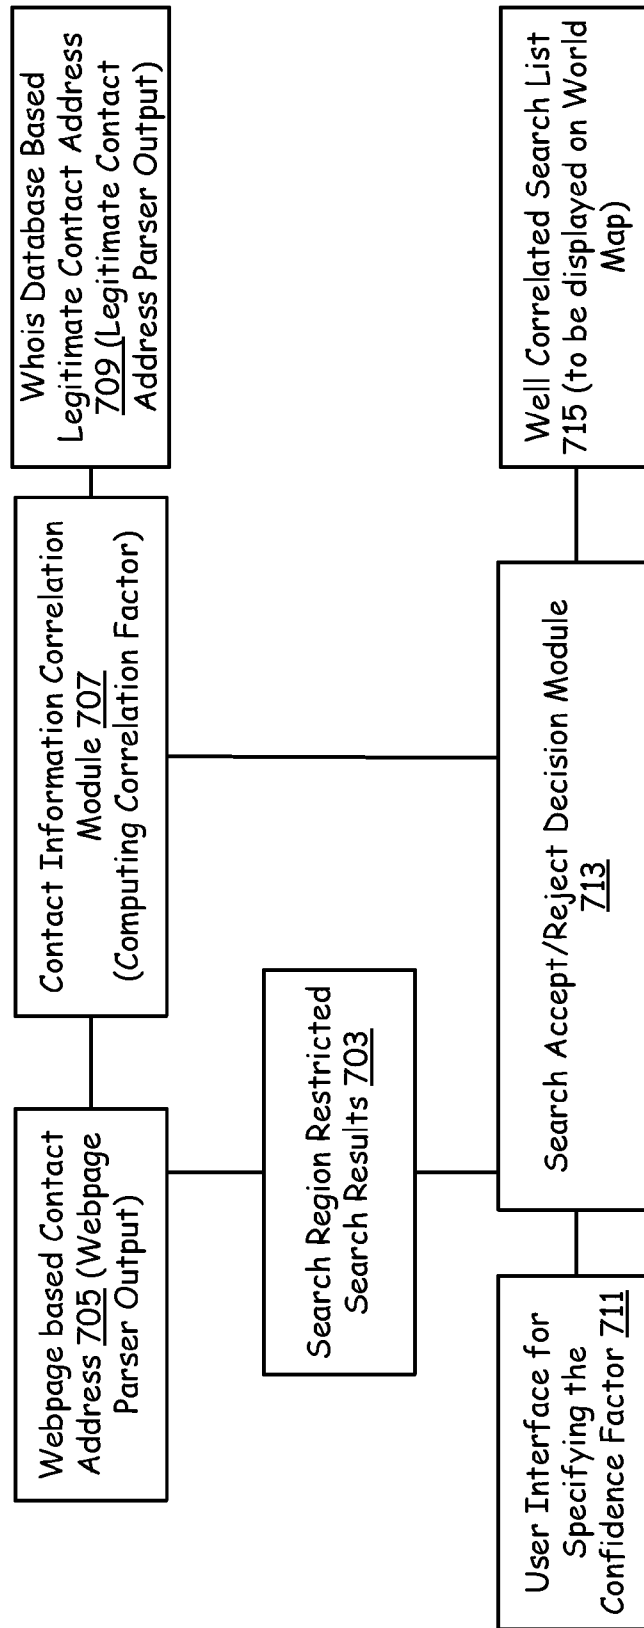 Webpage based Contact
Address 705 (Webpage
Parser Output)
Contact Information Correlation
Module 707
(Computing Correlation Factor)
Whois Database Based
Legitimate Contact Address
709 (Legitimate Contact
Address Parser Output)
Search Region Restricted
Search Results 703
User Interface for
Specifying the
Confidence Factor 711
Search Accept/Reject Decision Module
713
Well Correlated Search List
715 (to be displayed on World
Map)